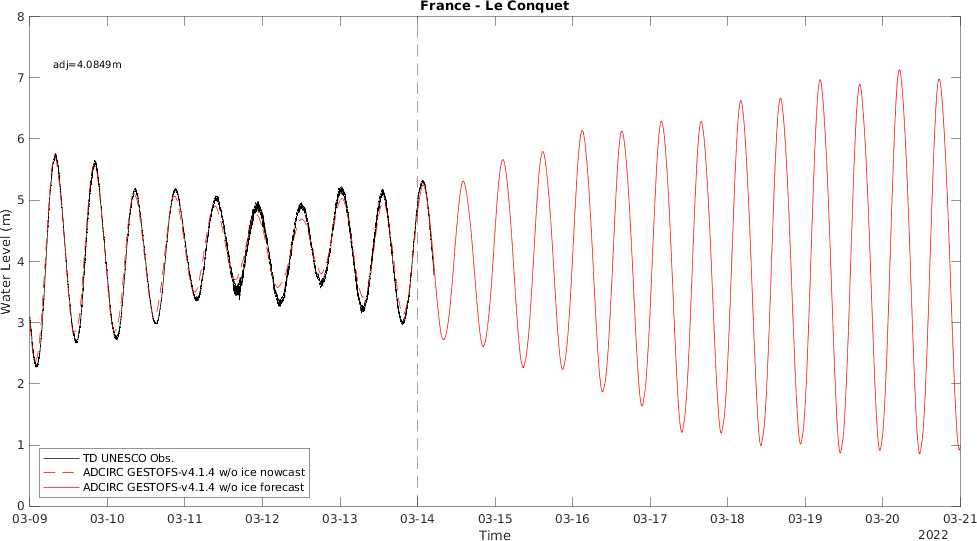 France - Le Conquet
8
7
6
5
4
3
2
1
0
Water Level (m)
adj=4.0849m
TD UNESCO Obs.
ADCIRC GESTOFS-v4.1.4 w/o ice nowcast
ADCIRC GESTOFS-v4.1.4 w/o ice forecast
03-09 03-10 03-11 03-12 03-13 03-14 03-15 03-16 03-17 03-18 03-19 03-20 03-21
Time
2022